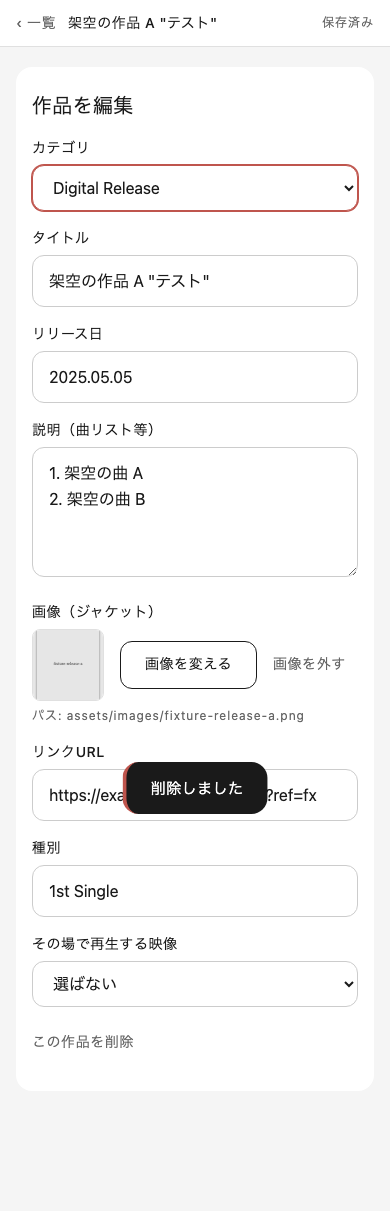 ‹ 一覧 架空の作品 A "テスト" 保存済み
作品を編集
カテゴリ
Digital Release
タイトル
架空の作品 A "テスト"
リリース日
2025.05.05
説明（曲リスト等）
1. 架空の曲 A
2. 架空の曲 B
画像（ジャケット）
fixture-release-a
画像を変える
画像を外す
パス: assets/images/fixture-release-a.png
リンクURL
https://exa
削除しました
?ref=fx
種別
1st Single
その場で再生する映像
選ばない
この作品を削除